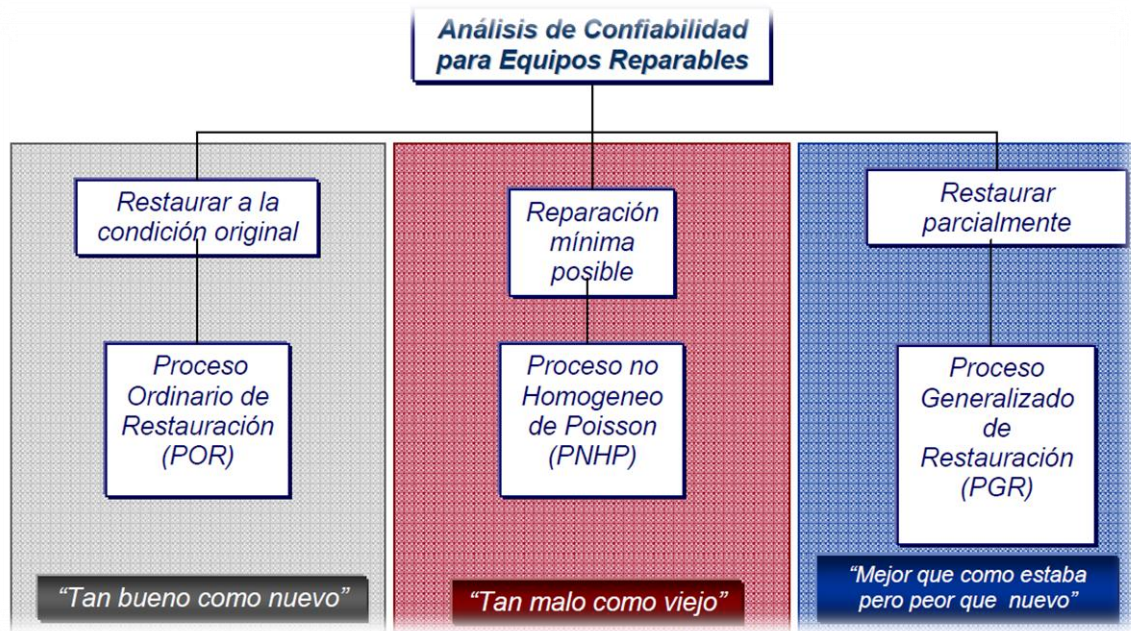 Análisis de Confiabilidad
para Equipos Reparables
Restaurar a la
condición original
Proceso
Ordinario de
Restauración
(POR)
“Tan bueno como nuevo”
Reparación
mínima
posible
Proceso no
Homogeneo
de Poisson
(PNHP)
“Tan malo como viejo”
Restaurar
parcialmente
Proceso
Generalizado
de
Restauración
(PGR)
“Mejor que como estaba
pero peor que nuevo”